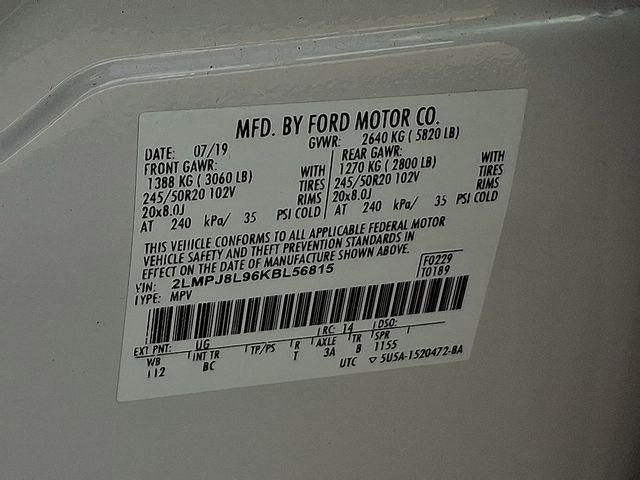 MFD. BY FORD MOTOR CO.
DATE: 07/19 GVWR: 2640 KG ( 5820 LB)
FRONT GAWR: WITH REAR GAWR: WITH
1388 KG ( 3060 LB) TIRES 1270 KG ( 2800 LB) TIRES
245/50R20 102V RIMS 245/50R20 102V RIMS
20x8.0J 20x8.0J
AT 240 kPa/ 35 PSI COLD AT 240 kPa/ 35 PSI COLD
THIS VEHICLE CONFORMS TO ALL APPLICABLE FEDERAL MOTOR
VEHICLE SAFETY AND THEFT PREVENTION STANDARDS IN
EFFECT ON THE DATE OF MANUFACTURE SHOWN ABOVE.
VIN: 2LMPJ8L96KBL56815 F0229
TYPE: MPV T0189
EXT PNT: UG RC: 14 DSO:
WB INT TR TP/PS R AXLE TR SPR
112 BC T 3A B 1155
UTC ▽ 5U5A-1520472-BA